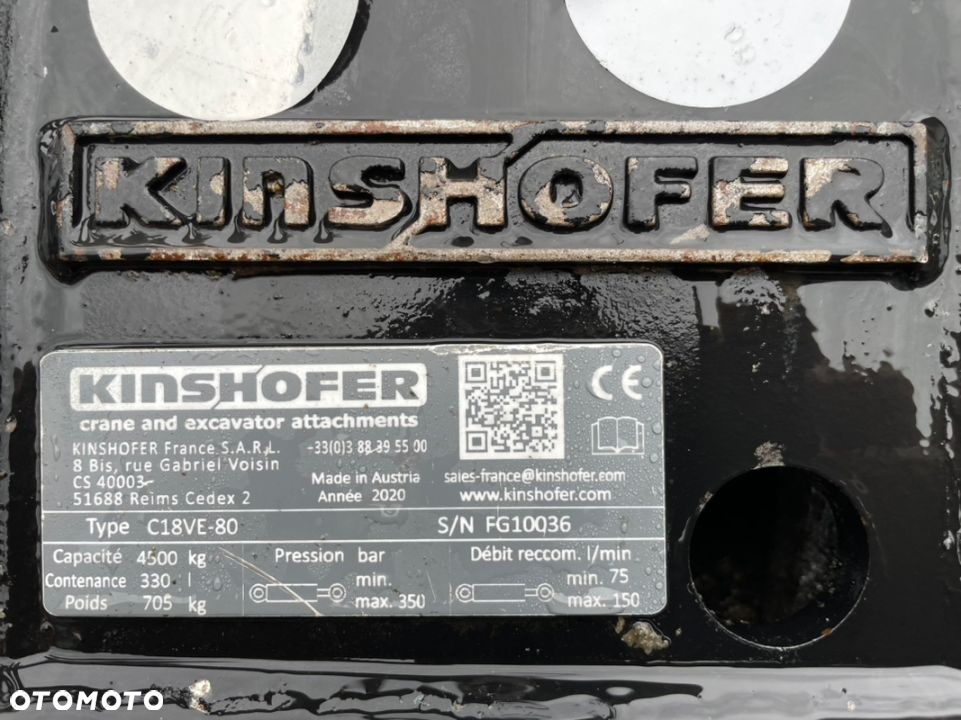 KINSHOFER
KINSHOFER
crane and excavator attachments
KINSHOFER France S.A.R.L. +33(0)3 88 39 55 00
8 Bis, rue Gabriel Voisin
CS 40003
51688 Reims Cedex 2
Made in Austria
Année 2020
CE
sales-france@kinshofer.com
www.kinshofer.com
Type C18VE-80 S/N FG10036
Capacité 4500 kg Pression bar Débit reccom. l/min
Contenance 330 l min. min. 75
Poids 705 kg max. 350 max. 150
OTOMOTO